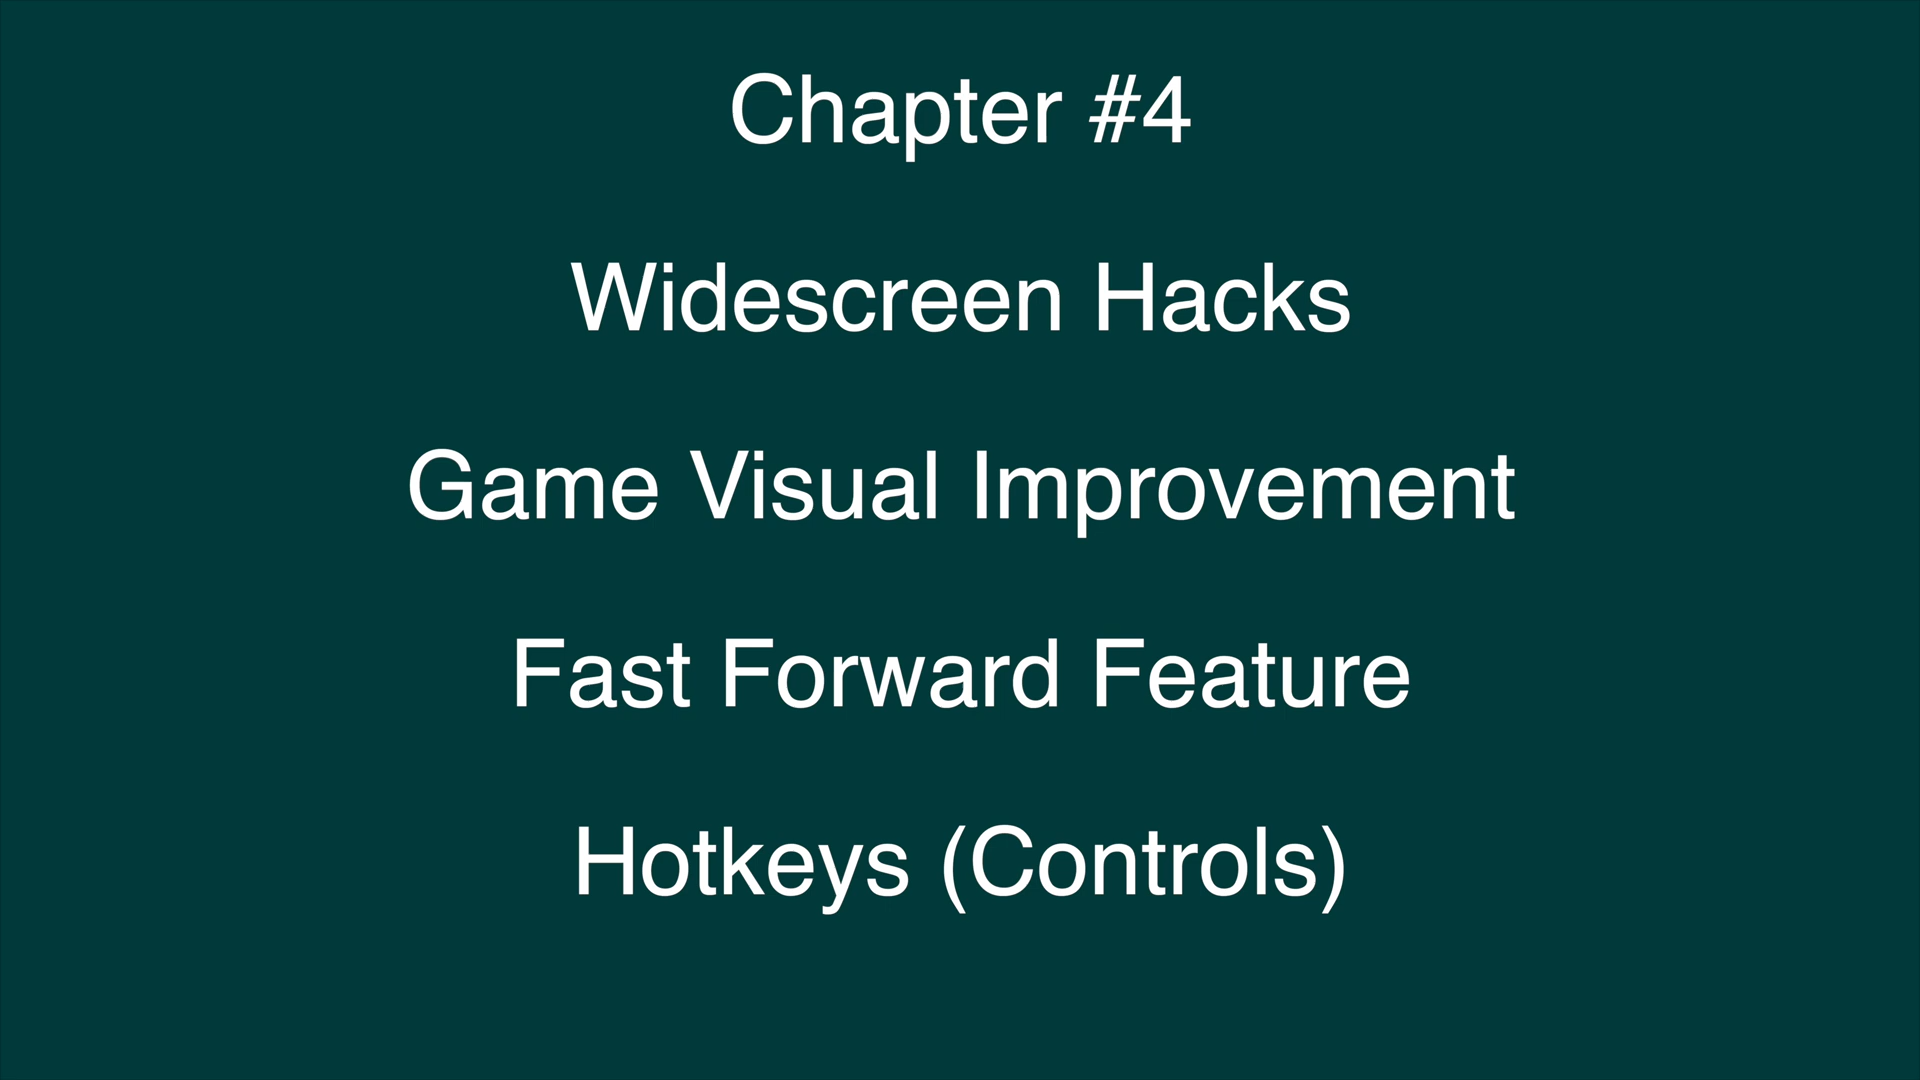 Chapter #4
Widescreen Hacks
Game Visual Improvement
Fast Forward Feature
Hotkeys (Controls)